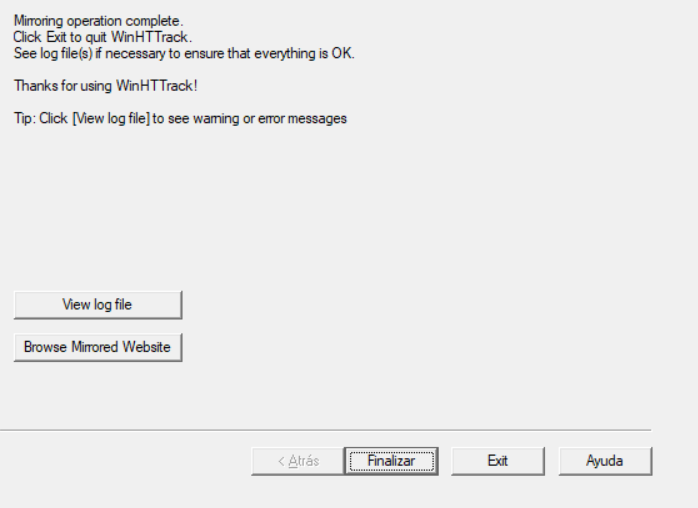 Mirroring operation complete.
Click Exit to quit WinHTTrack.
See log file(s) if necessary to ensure that everything is OK.
Thanks for using WinHTTrack!
Tip: Click [View log file] to see warning or error messages
View log file
Browse Mirrored Website
< Atrás
Finalizar
Exit
Ayuda